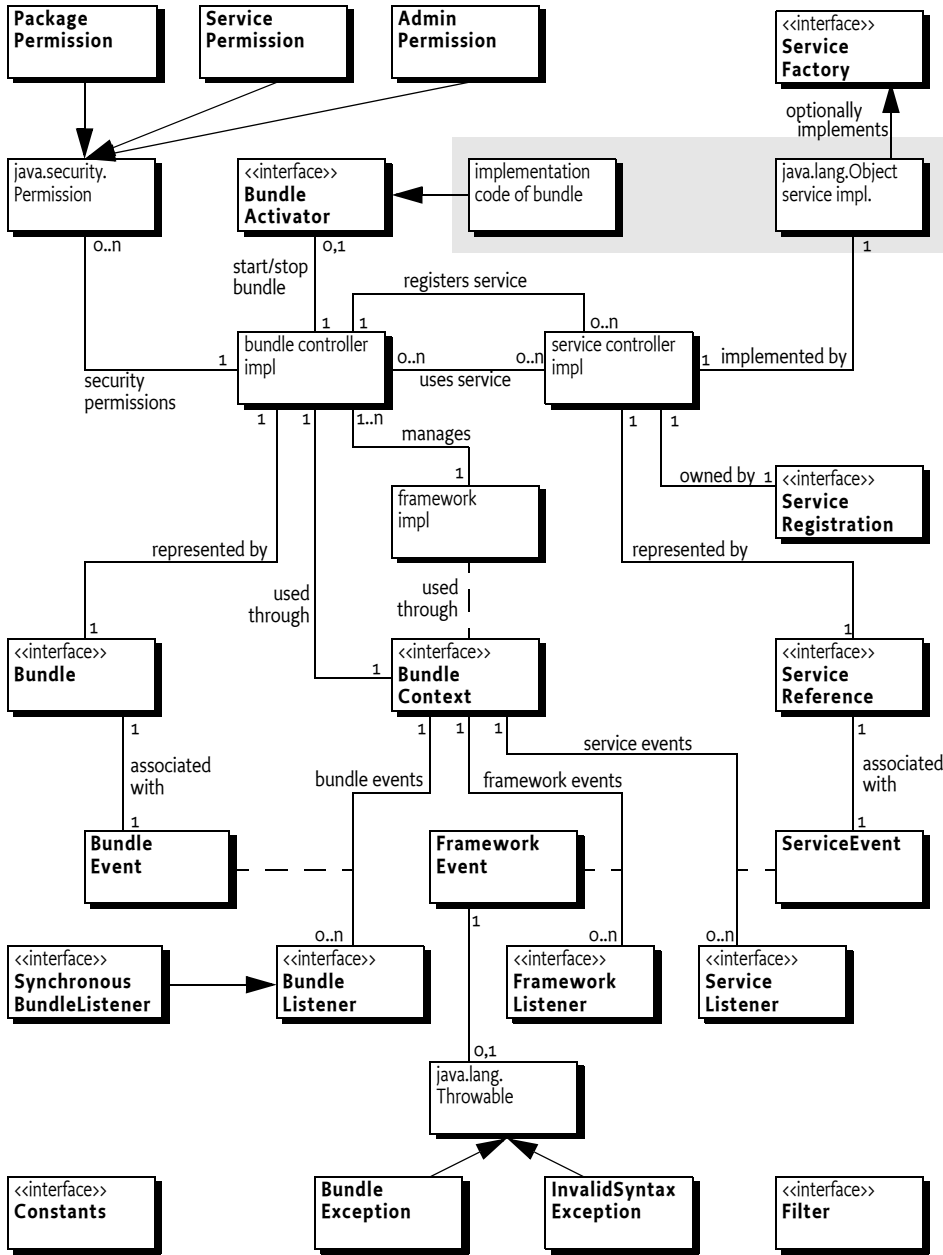 Package
Permission
Service
Permission
Admin
Permission
<<interface>>
Service
Factory
optionally
implements
java.security.
Permission
<<interface>>
Bundle
Activator
implementation
code of bundle
java.lang.Object
service impl.
0..n
0,1
1
start/stop
bundle
registers service
1
1
0..n
1
bundle controller
impl
0..n
0..n
uses service
service controller
impl
1
implemented by
security
permissions
1
1
1..n
1
1
manages
1
owned by
1
<<interface>>
Service
Registration
framework
impl
represented by
represented by
used
through
used
through
1
1
1
<<interface>>
Bundle
<<interface>>
Bundle
Context
<<interface>>
Service
Reference
1
1
1
1
1
service events
associated
with
bundle events
framework events
associated
with
1
1
Bundle
Event
Framework
Event
ServiceEvent
0..n
1
0..n
0..n
<<interface>>
Synchronous
BundleListener
<<interface>>
Bundle
Listener
<<interface>>
Framework
Listener
<<interface>>
Service
Listener
0,1
java.lang.
Throwable
<<interface>>
Constants
Bundle
Exception
InvalidSyntax
Exception
<<interface>>
Filter